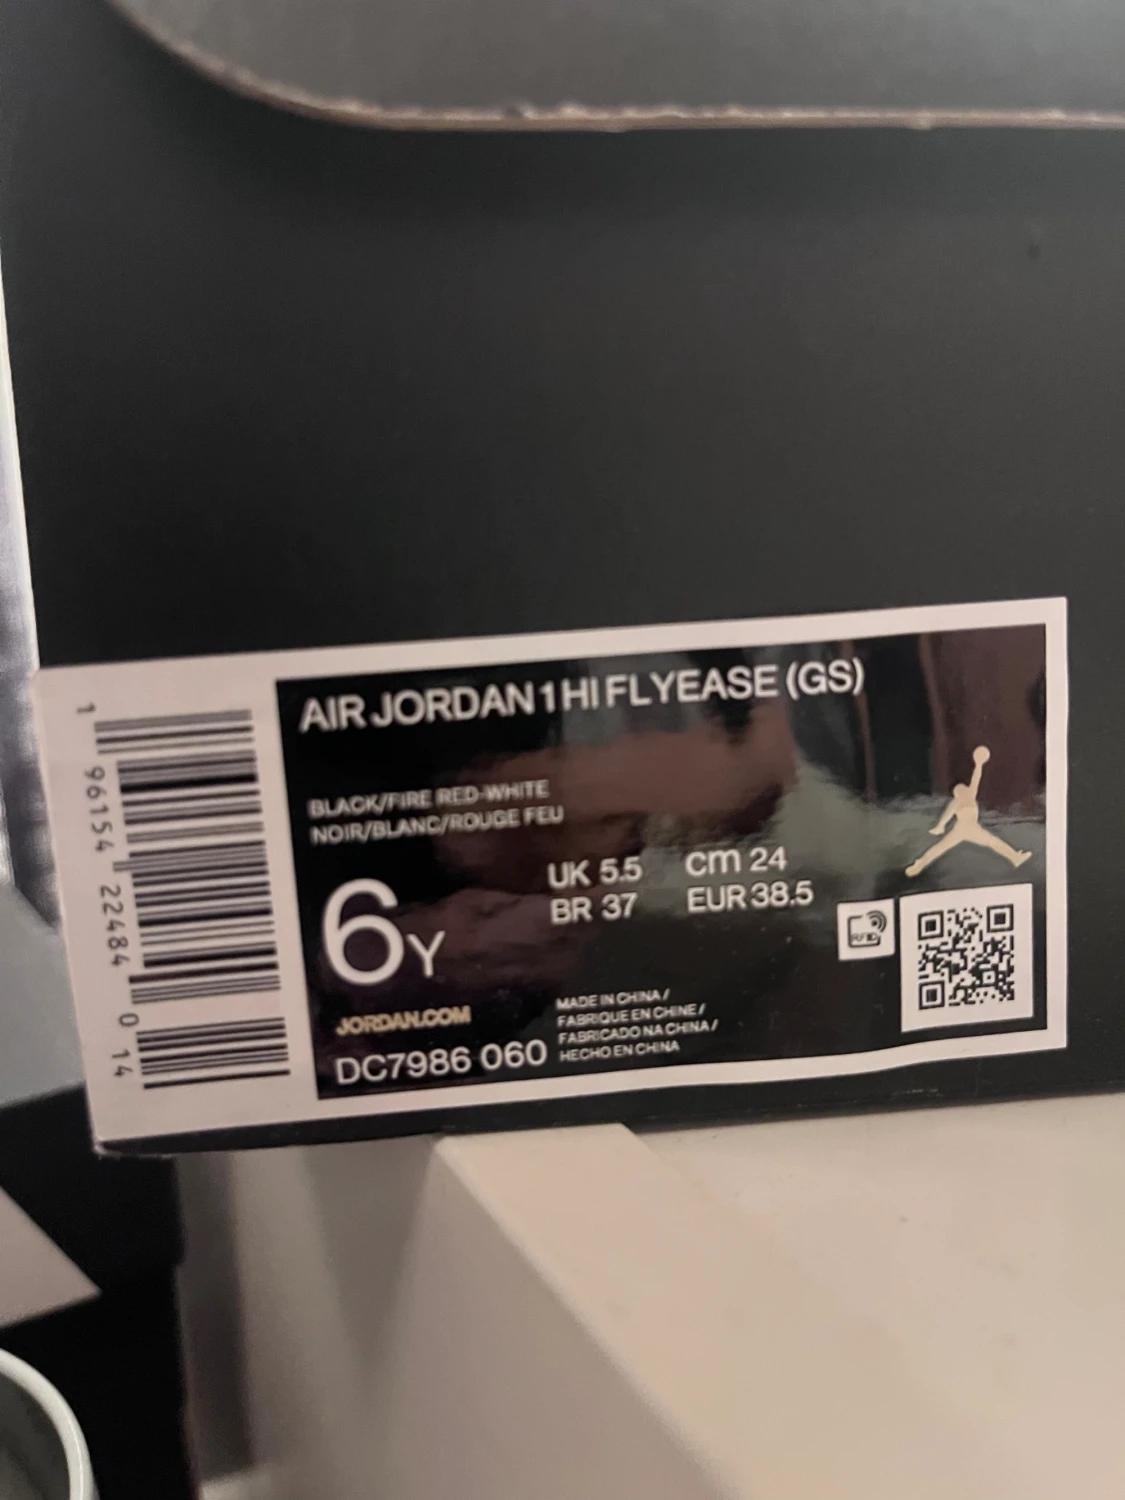 AIR JORDAN 1 HI FLYEASE (GS)
BLACK/FIRE RED-WHITE
NOIR/BLANC/ROUGE FEU
6Y
UK 5.5 cm 24
BR 37 EUR 38.5
RFID
JORDAN.COM
DC7986 060
MADE IN CHINA /
FABRIQUE EN CHINE /
FABRICADO NA CHINA /
HECHO EN CHINA
1 96154 22484 0 14